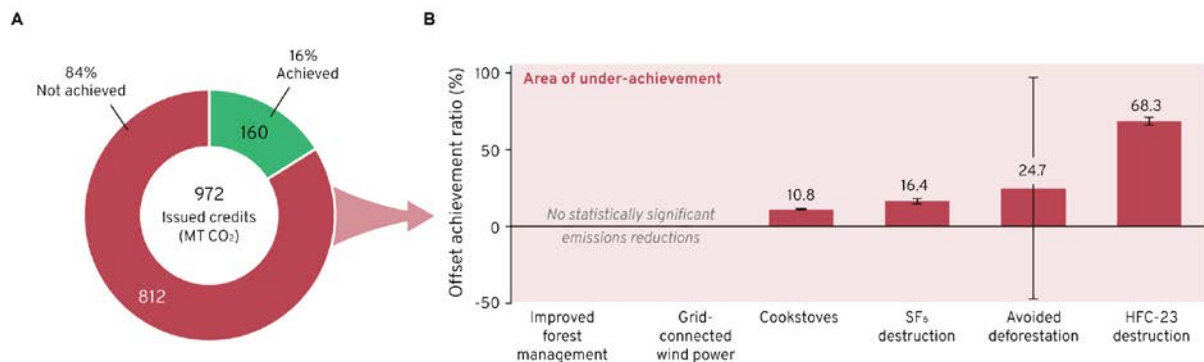 A
84%
Not achieved
16%
Achieved
160
972
Issued credits
(MT CO₂)
812
B
Offset achievement ratio (%)
100
50
0
-50
Area of under-achievement
No statistically significant
emissions reductions
10.8
16.4
24.7
68.3
Improved
forest
management
Grid-
connected
wind power
Cookstoves
SF₆
destruction
Avoided
deforestation
HFC-23
destruction